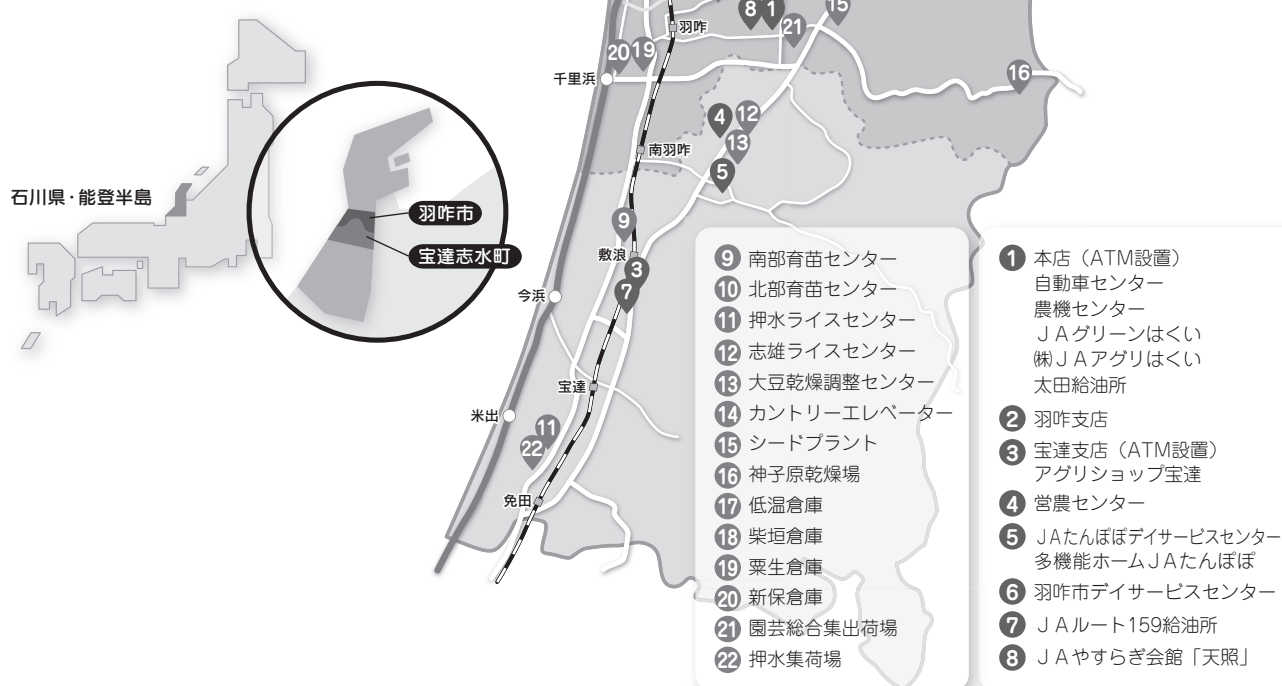 石川県・能登半島
羽咋市
宝達志水町
8
1
15
羽咋
21
20
19
千里浜
16
4
12
13
南羽咋
5
9
敷浪
3
7
今浜
宝達
米出
11
22
免田
9 南部育苗センター
10 北部育苗センター
11 押水ライスセンター
12 志雄ライスセンター
13 大豆乾燥調整センター
14 カントリーエレベーター
15 シードプラント
16 神子原乾燥場
17 低温倉庫
18 柴垣倉庫
19 粟生倉庫
20 新保倉庫
21 園芸総合集出荷場
22 押水集荷場
1 本店（ATM設置）
自動車センター
農機センター
ＪＡグリーンはくい
㈱ＪＡアグリはくい
太田給油所
2 羽咋支店
3 宝達支店（ATM設置）
アグリショップ宝達
4 営農センター
5 JAたんぽぽデイサービスセンター
多機能ホームＪＡたんぽぽ
6 羽咋市デイサービスセンター
7 ＪＡルート159給油所
8 ＪＡやすらぎ会館「天照」